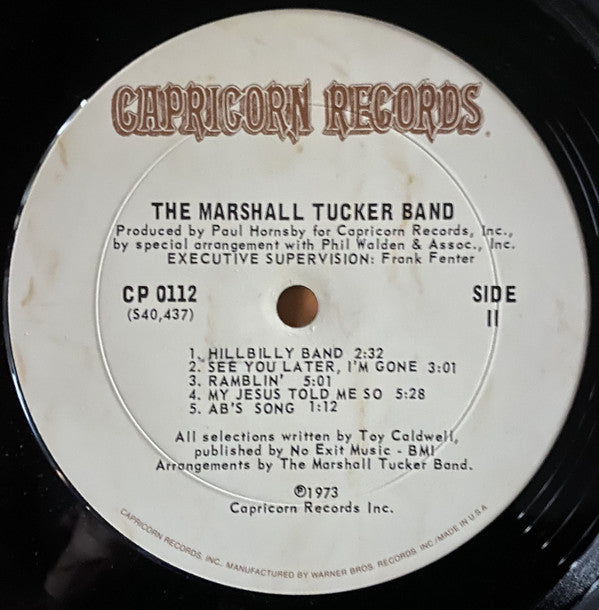 CAPRICORN RECORDS.
THE MARSHALL TUCKER BAND
Produced by Paul Hornsby for Capricorn Records, Inc.,
by special arrangement with Phil Walden & Assoc., Inc.
EXECUTIVE SUPERVISION: Frank Fenter
CP 0112
(S40,437)
SIDE
II
1. HILLBILLY BAND 2:32
2. SEE YOU LATER, I'M GONE 3:01
3. RAMBLIN' 5:01
4. MY JESUS TOLD ME SO 5:28
5. AB'S SONG 1:12
All selections written by Toy Caldwell,
published by No Exit Music - BMI
Arrangements by The Marshall Tucker Band.
℗1973
Capricorn Records Inc.
CAPRICORN RECORDS, INC., MANUFACTURED BY WARNER BROS. RECORDS, INC./MADE IN U.S.A